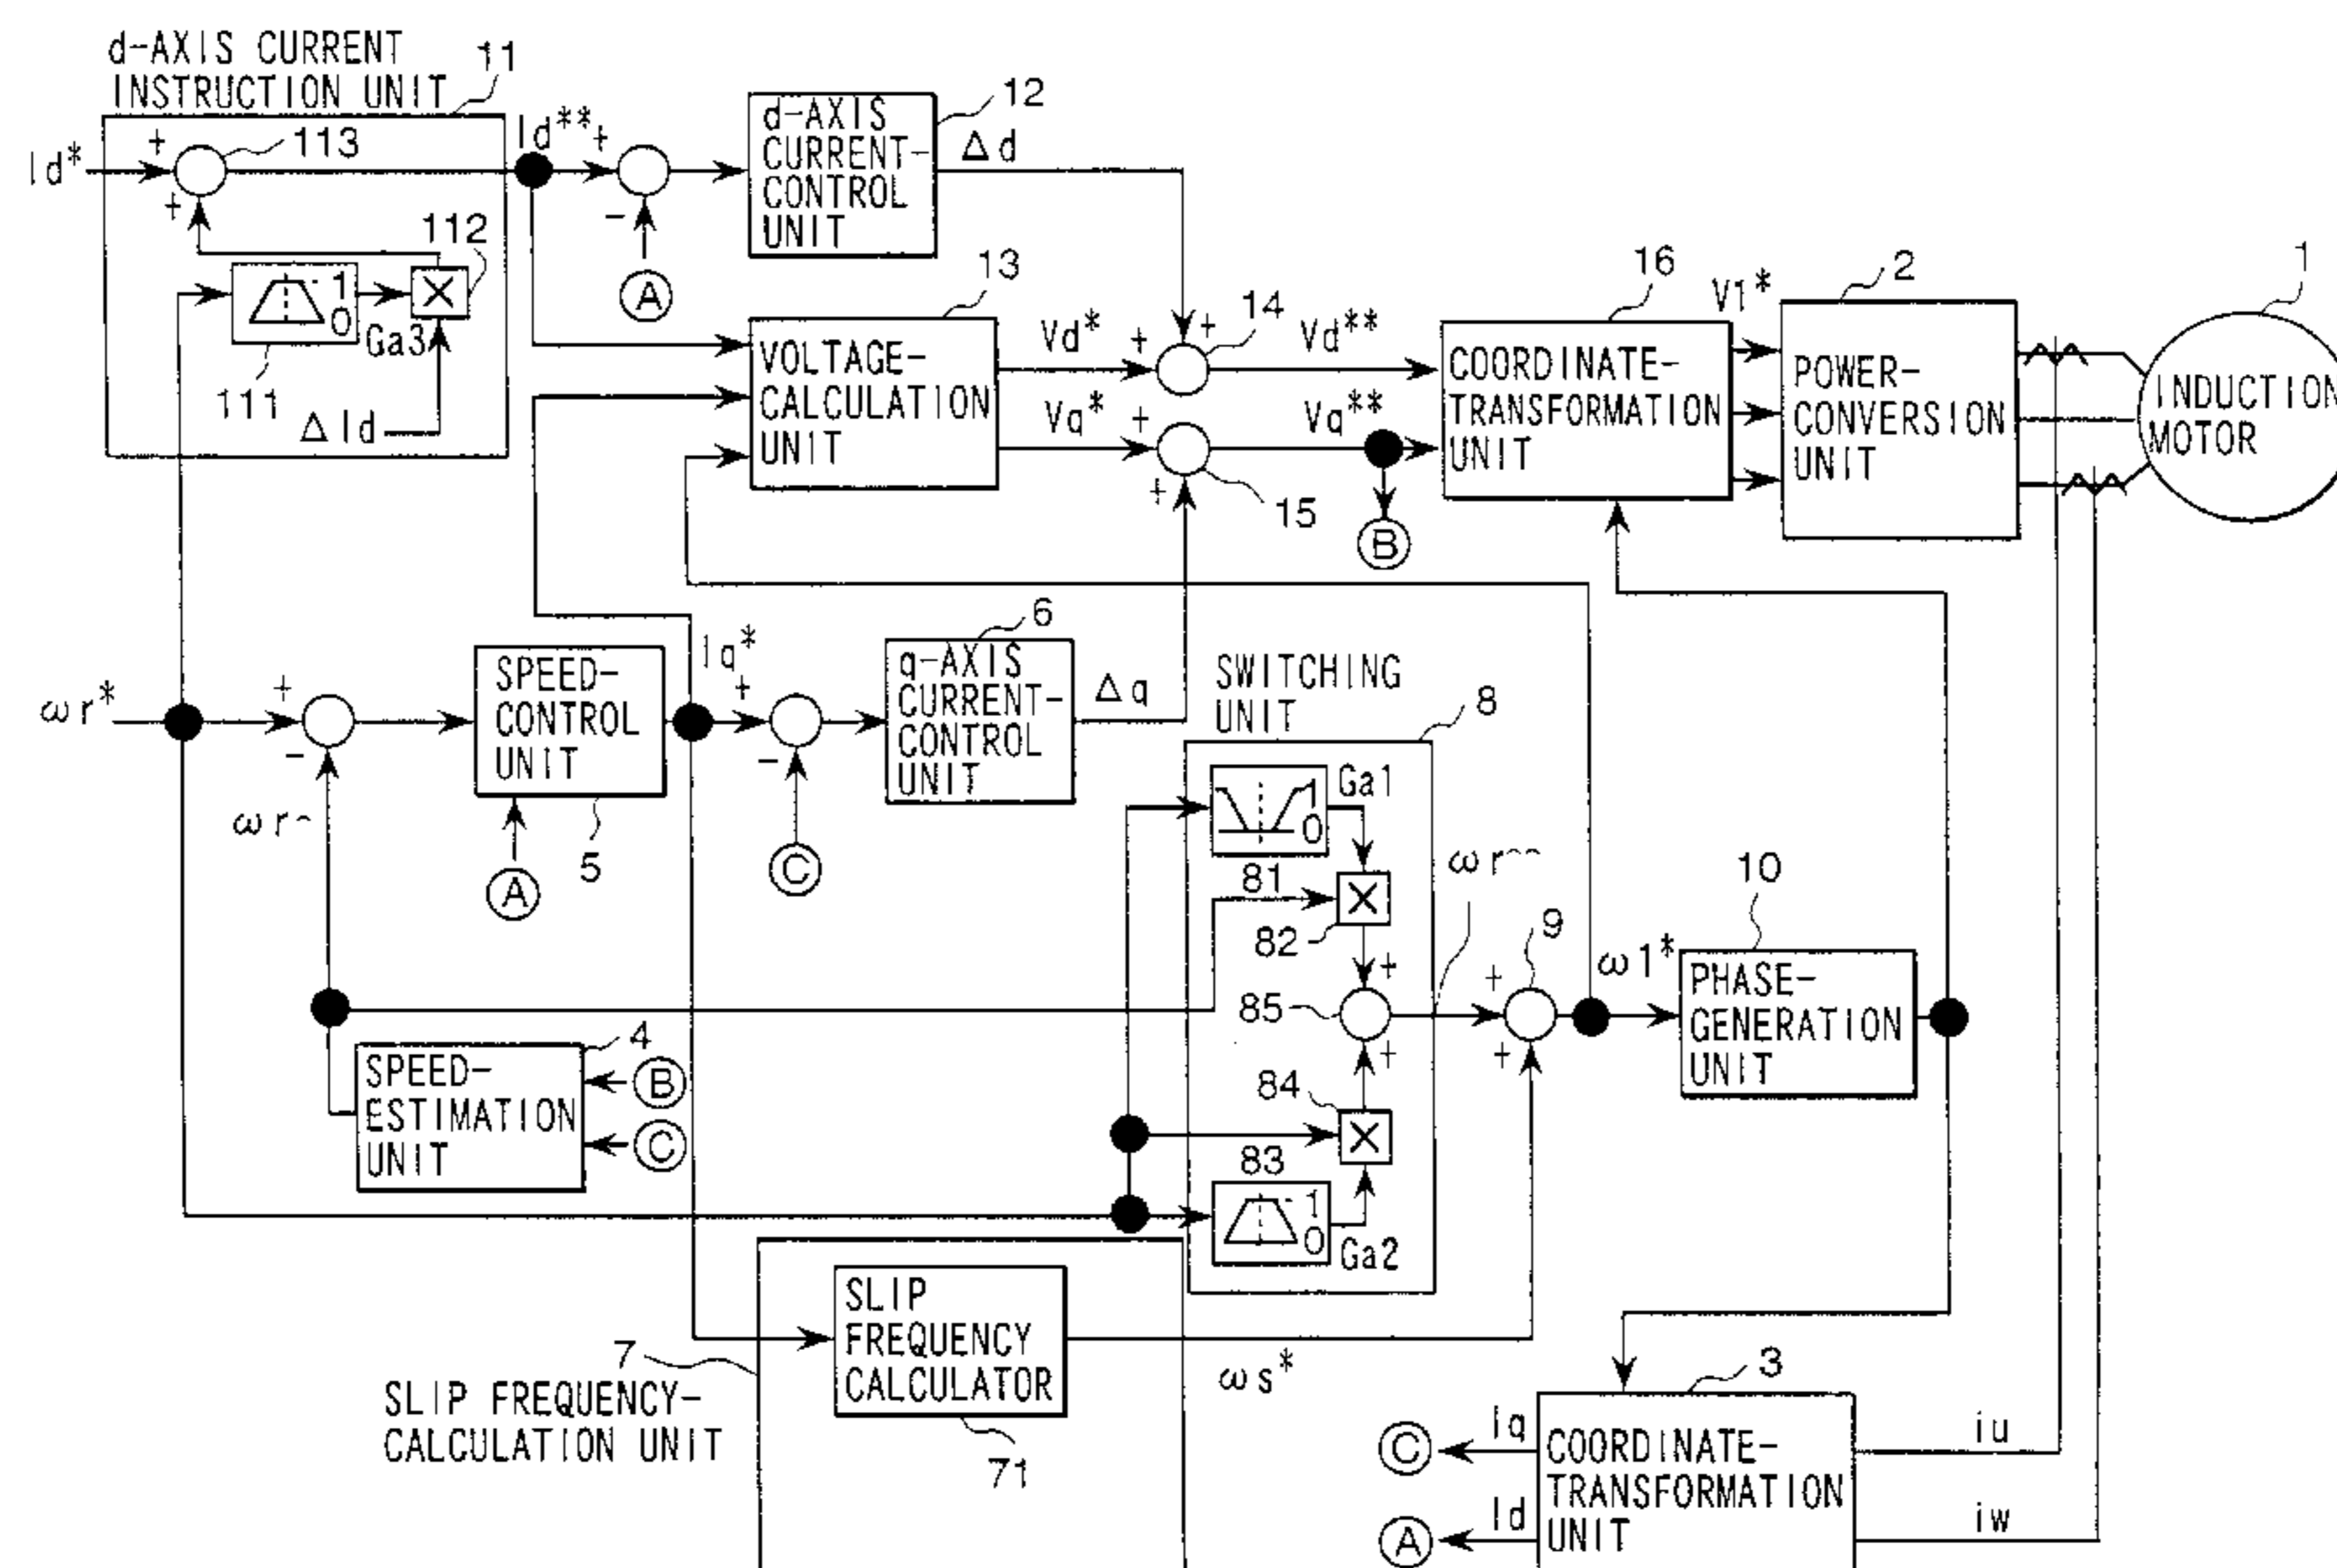 d-AXIS CURRENT
INSTRUCTION UNIT
11
Id*
+
+
113
112
1
0
Ga3
111
ΔId
Id**
+
-
A
d-AXIS
CURRENT-
CONTROL
UNIT
12
Δd
13
VOLTAGE-
CALCULATION
UNIT
Vd*
+
+
14
Vd**
Vq*
+
+
15
Vq**
B
16
COORDINATE-
TRANSFORMATION
UNIT
V1*
2
POWER-
CONVERSION
UNIT
1
INDUCTION
MOTOR
ωr*
+
-
ωr^
SPEED-
CONTROL
UNIT
5
A
Iq*
+
-
C
6
q-AXIS
CURRENT-
CONTROL
UNIT
Δq
SWITCHING
UNIT
8
1
0
Ga1
81
82
+
85
+
84
83
1
0
Ga2
ωr^^
+
+
9
ω1*
10
PHASE-
GENERATION
UNIT
4
SPEED-
ESTIMATION
UNIT
B
C
7
SLIP FREQUENCY-
CALCULATION UNIT
SLIP
FREQUENCY
CALCULATOR
71
ωs*
3
COORDINATE-
TRANSFORMATION
UNIT
C
iq
A
Id
iu
iw